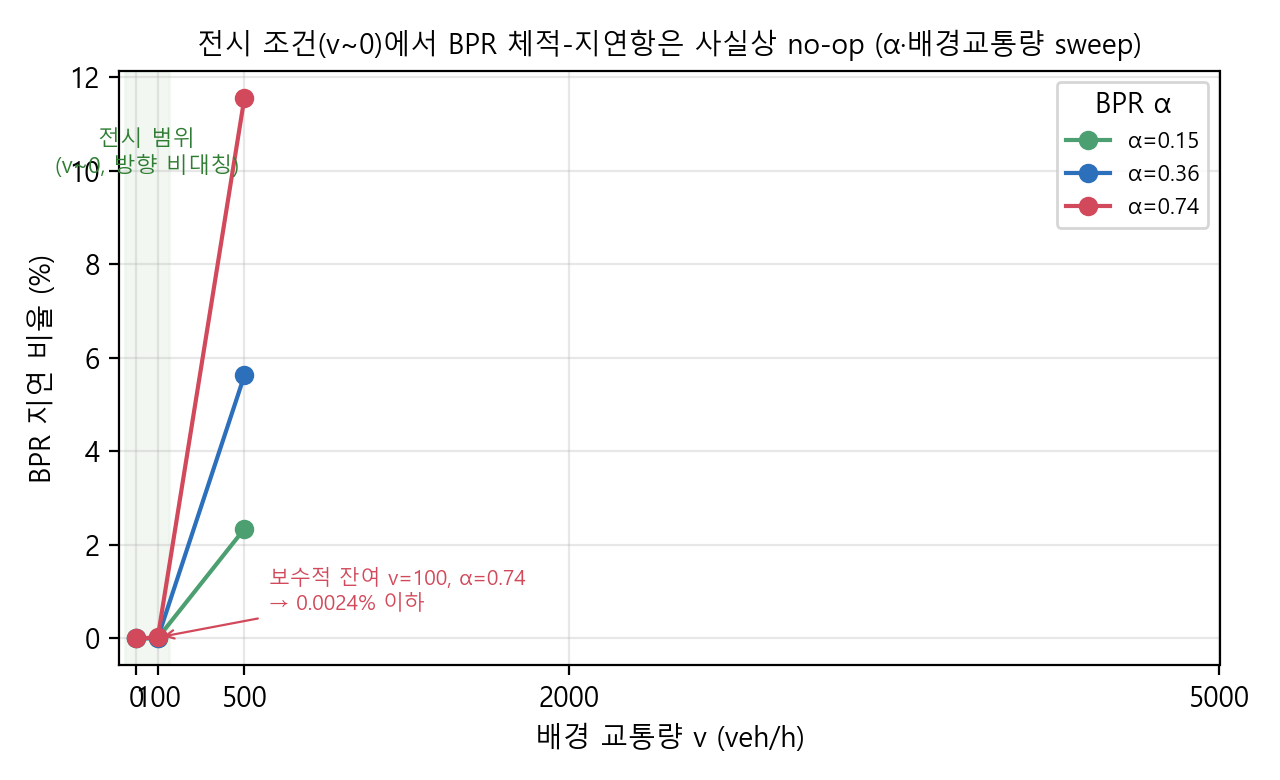 전시 조건(v~0)에서 BPR 체적-지연항은 사실상 no-op (α·배경교통량 sweep)
BPR 지연 비율 (%)
12
10
8
6
4
2
0
전시 범위
(v~0, 방향 비대칭)
BPR α
α=0.15
α=0.36
α=0.74
보수적 잔여 v=100, α=0.74
→ 0.0024% 이하
0
100
500
2000
5000
배경 교통량 v (veh/h)